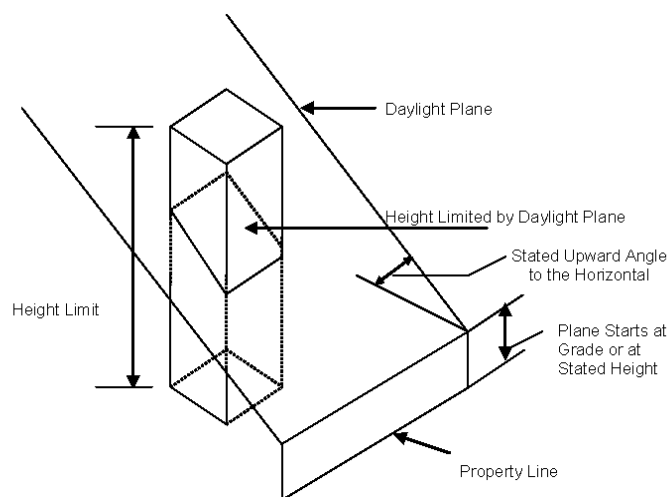 Daylight Plane
Height Limited by Daylight Plane
Stated Upward Angle
to the Horizontal
Height Limit
Plane Starts at
Grade or at
Stated Height
Property Line